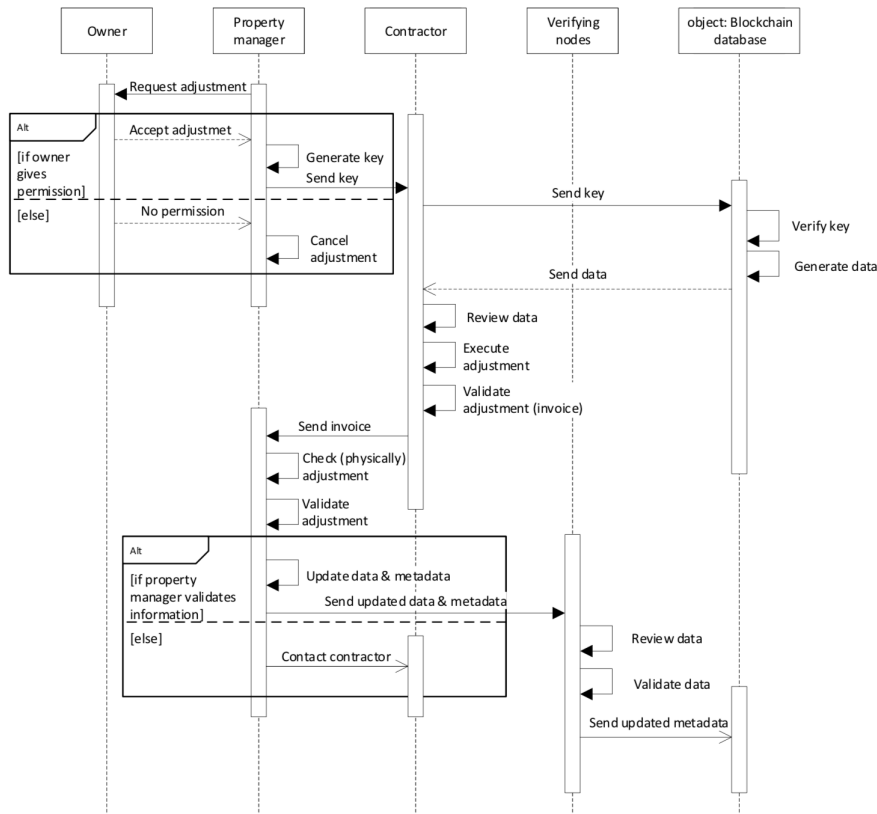 Owner
Property
manager
Contractor
Verifying
nodes
object: Blockchain
database
Request adjustment
Alt
Accept adjustmet
[if owner
gives
permission]
Generate key
Send key
Send key
[else]
No permission
Verify key
Cancel
adjustment
Generate data
Send data
Review data
Execute
adjustment
Validate
adjustment (invoice)
Send invoice
Check (physically)
adjustment
Validate
adjustment
Alt
[if property
manager validates
information]
Update data & metadata
Send updated data & metadata
[else]
Review data
Contact contractor
Validate data
Send updated metadata